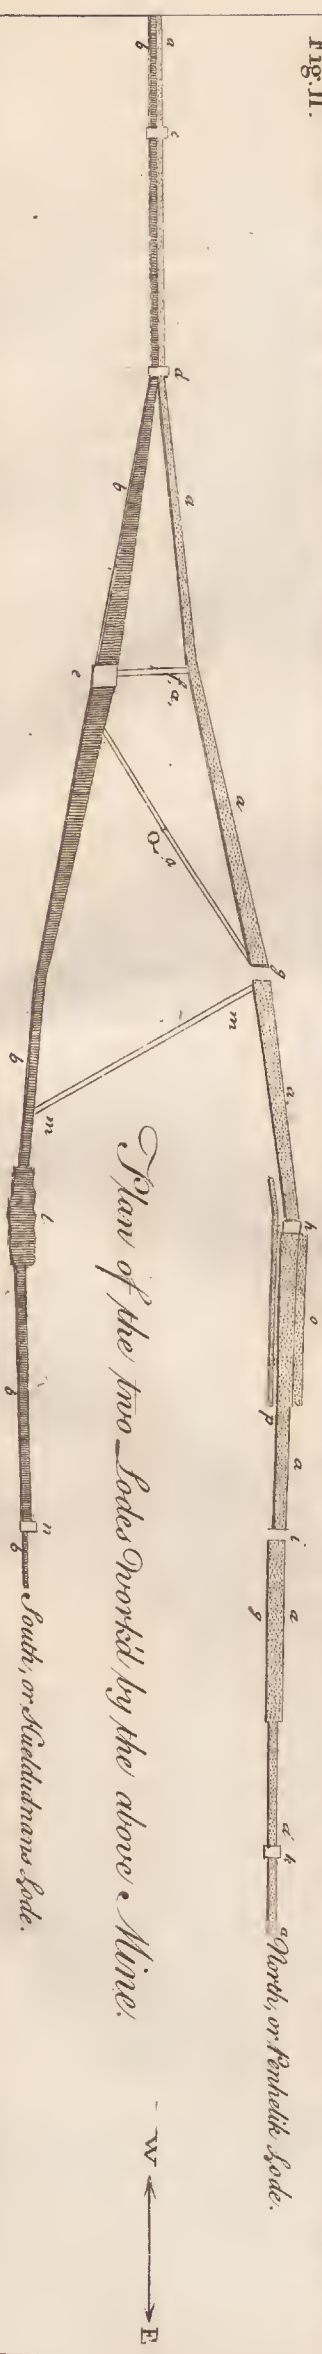 Fig. II.
a c d a f, a, a g a, h o p a i a q a k
a North, or Penhelik Lode.
o
m
m
Plan of the two Lodes Work'd by the above Mine.
W E
b b e b l b n b
South, or Hueldudnans Lode.